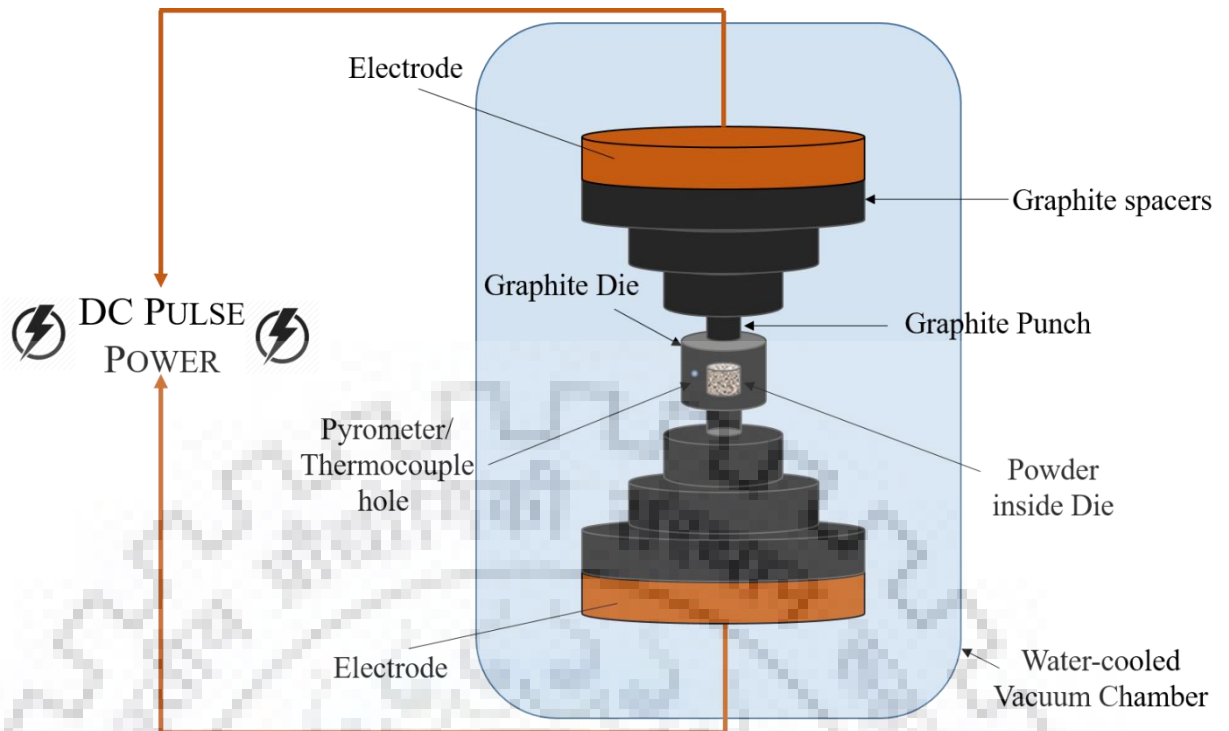 Electrode
Graphite spacers
Graphite Die
Graphite Punch
DC PULSE
POWER
Pyrometer/
Thermocouple
hole
Powder
inside Die
Electrode
Water-cooled
Vacuum Chamber